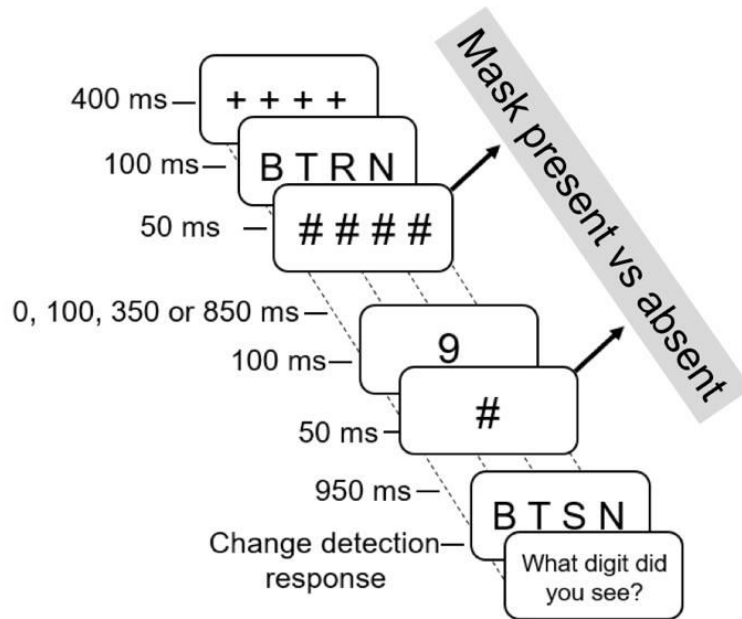 400 ms
+ + + +
100 ms
B T R N
50 ms
# # # #
Mask present vs absent
0, 100, 350 or 850 ms
9
100 ms
#
50 ms
950 ms
B T S N
Change detection
response
What digit did
you see?